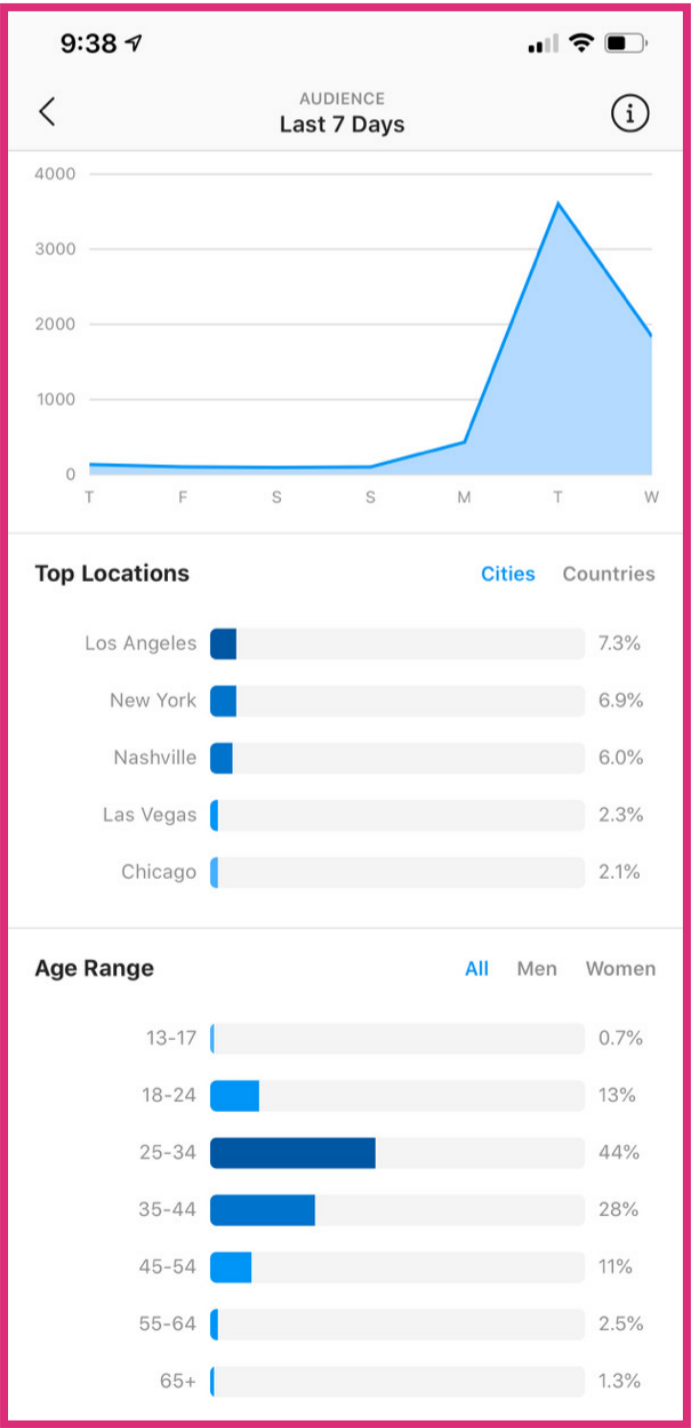 9:38
AUDIENCE
Last 7 Days
4000
3000
2000
1000
0
T F S S M T W
Top Locations Cities Countries
Los Angeles 7.3%
New York 6.9%
Nashville 6.0%
Las Vegas 2.3%
Chicago 2.1%
Age Range All Men Women
13-17 0.7%
18-24 13%
25-34 44%
35-44 28%
45-54 11%
55-64 2.5%
65+ 1.3%